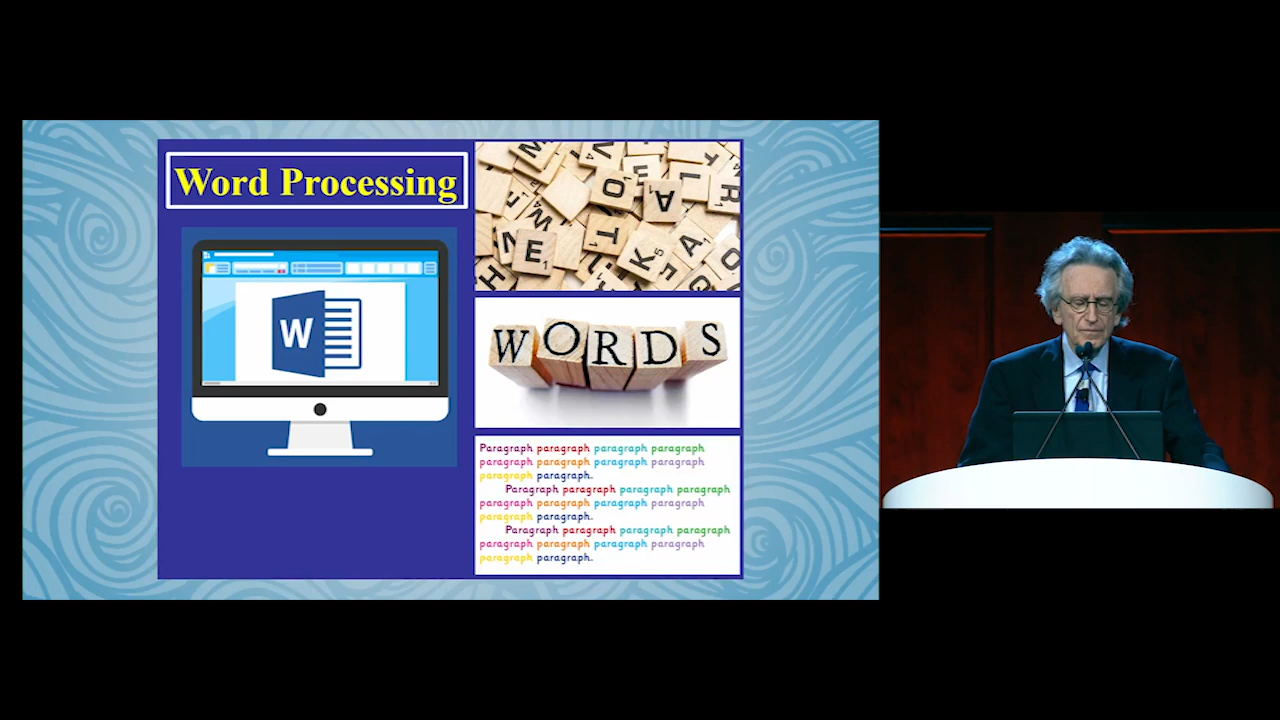 Word Processing
W
V
O
A
L
T
R
E
K
A
O
WORDS
Paragraph paragraph paragraph paragraph
paragraph paragraph paragraph paragraph
paragraph paragraph.
Paragraph paragraph paragraph paragraph
paragraph paragraph paragraph paragraph
paragraph paragraph.
Paragraph paragraph paragraph paragraph
paragraph paragraph paragraph paragraph
paragraph paragraph.